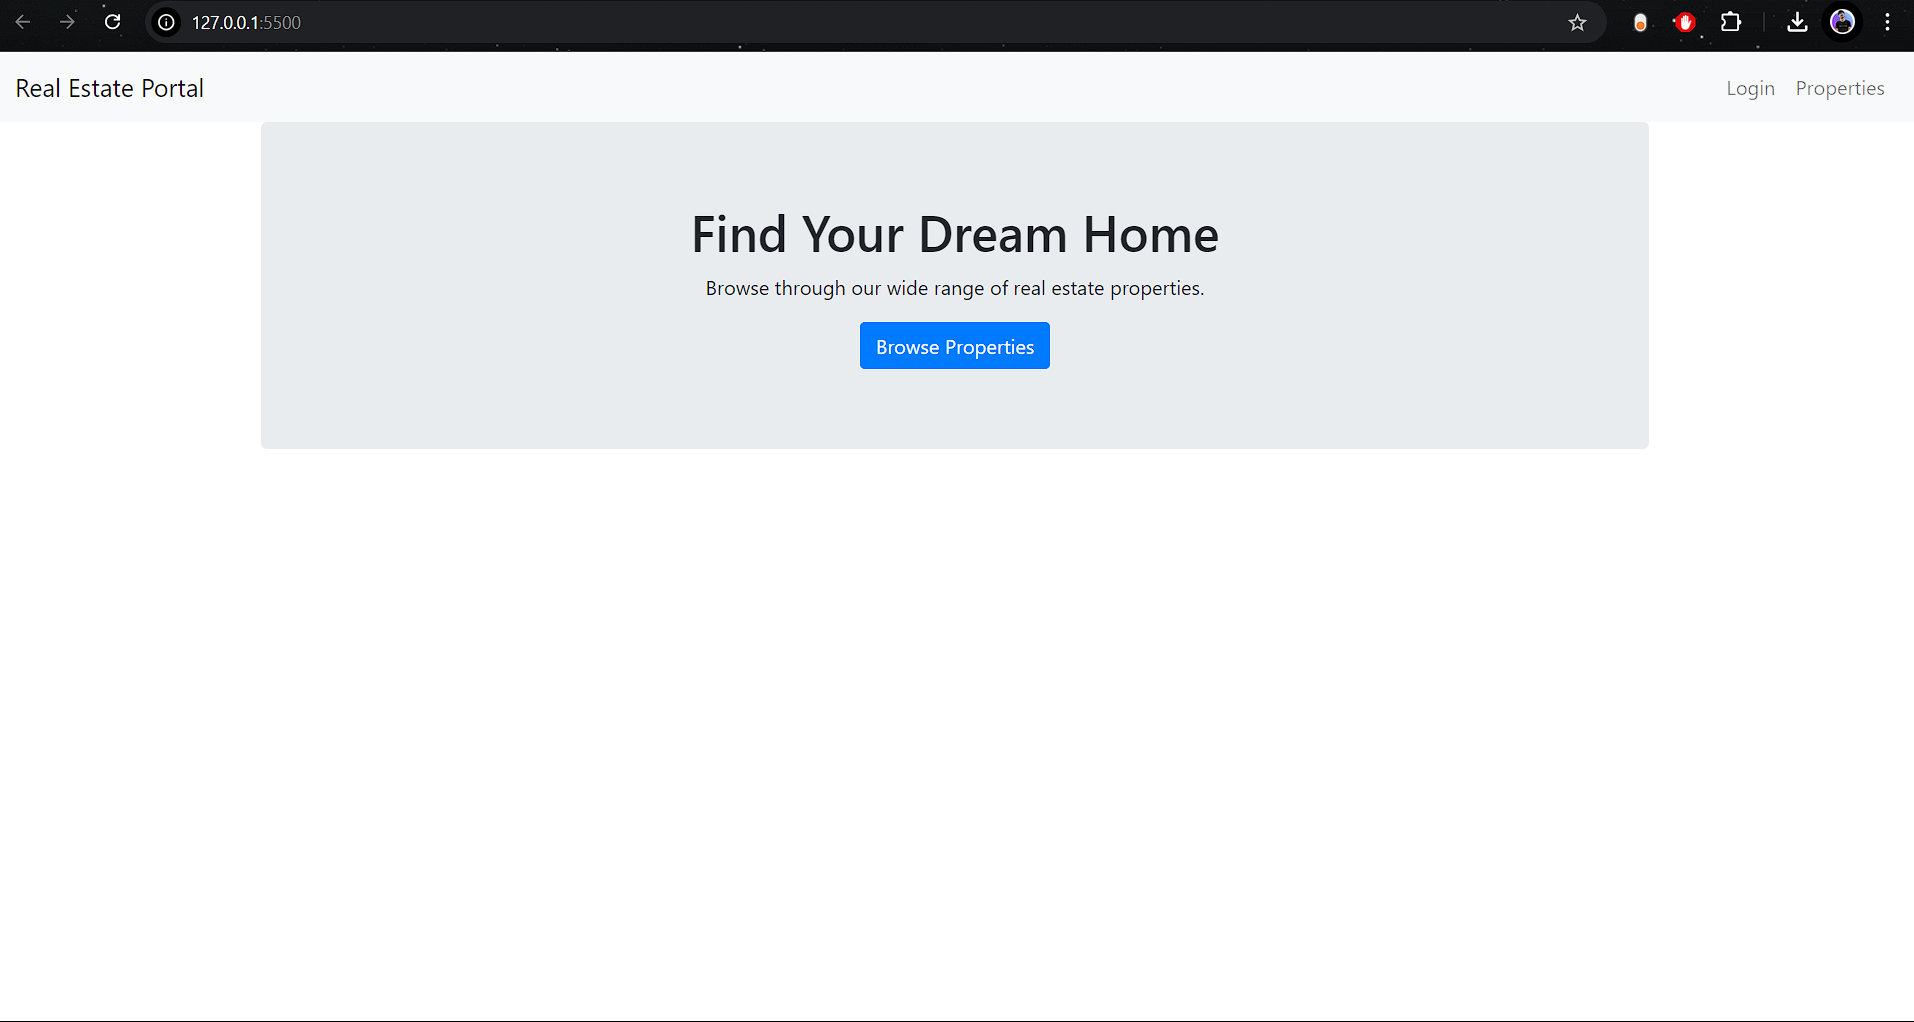 127.0.0.1:5500
Real Estate Portal
Login Properties
Find Your Dream Home
Browse through our wide range of real estate properties.
Browse Properties